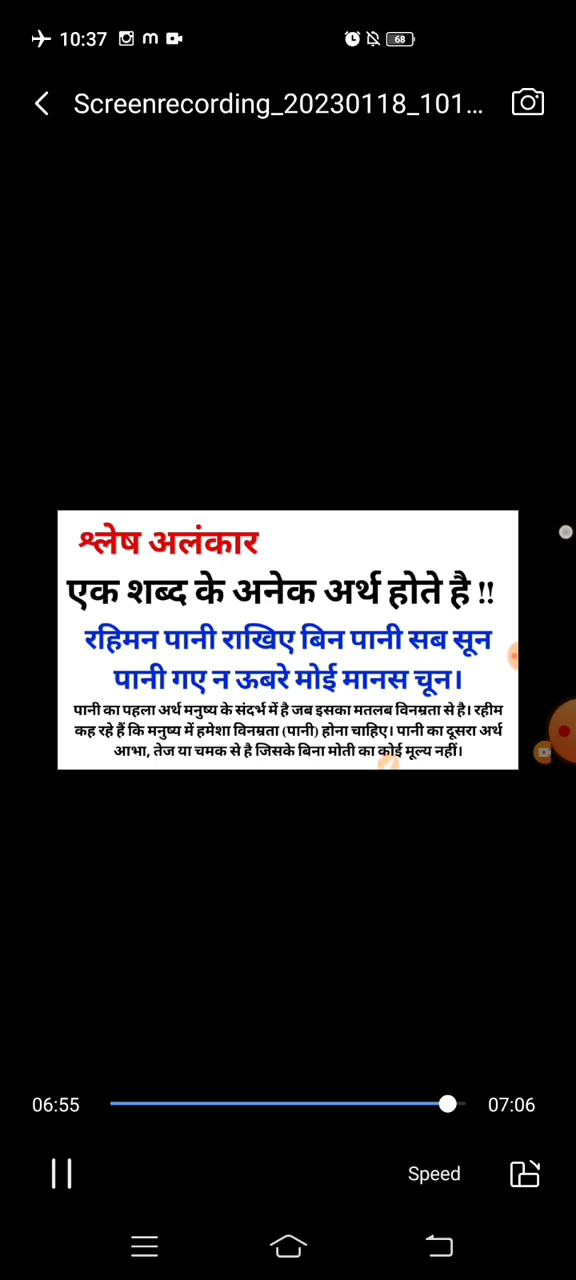 10:37
68
Screenrecording_20230118_101...
श्लेष अलंकार
एक शब्द के अनेक अर्थ होते है !!
रहिमन पानी राखिए बिन पानी सब सून
पानी गए न ऊबरे मोई मानस चून।
पानी का पहला अर्थ मनुष्य के संदर्भ में है जब इसका मतलब विनम्रता से है। रहीम
कह रहे हैं कि मनुष्य में हमेशा विनम्रता (पानी) होना चाहिए। पानी का दूसरा अर्थ
आभा, तेज या चमक से है जिसके बिना मोती का कोई मूल्य नहीं।
06:55
07:06
Speed